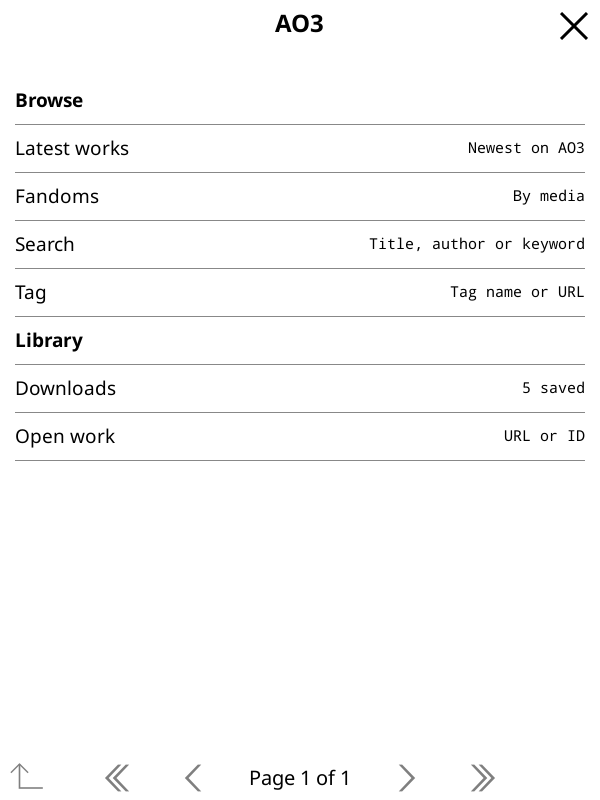 AO3
Browse
Latest works Newest on AO3
Fandoms By media
Search Title, author or keyword
Tag Tag name or URL
Library
Downloads 5 saved
Open work URL or ID
Page 1 of 1